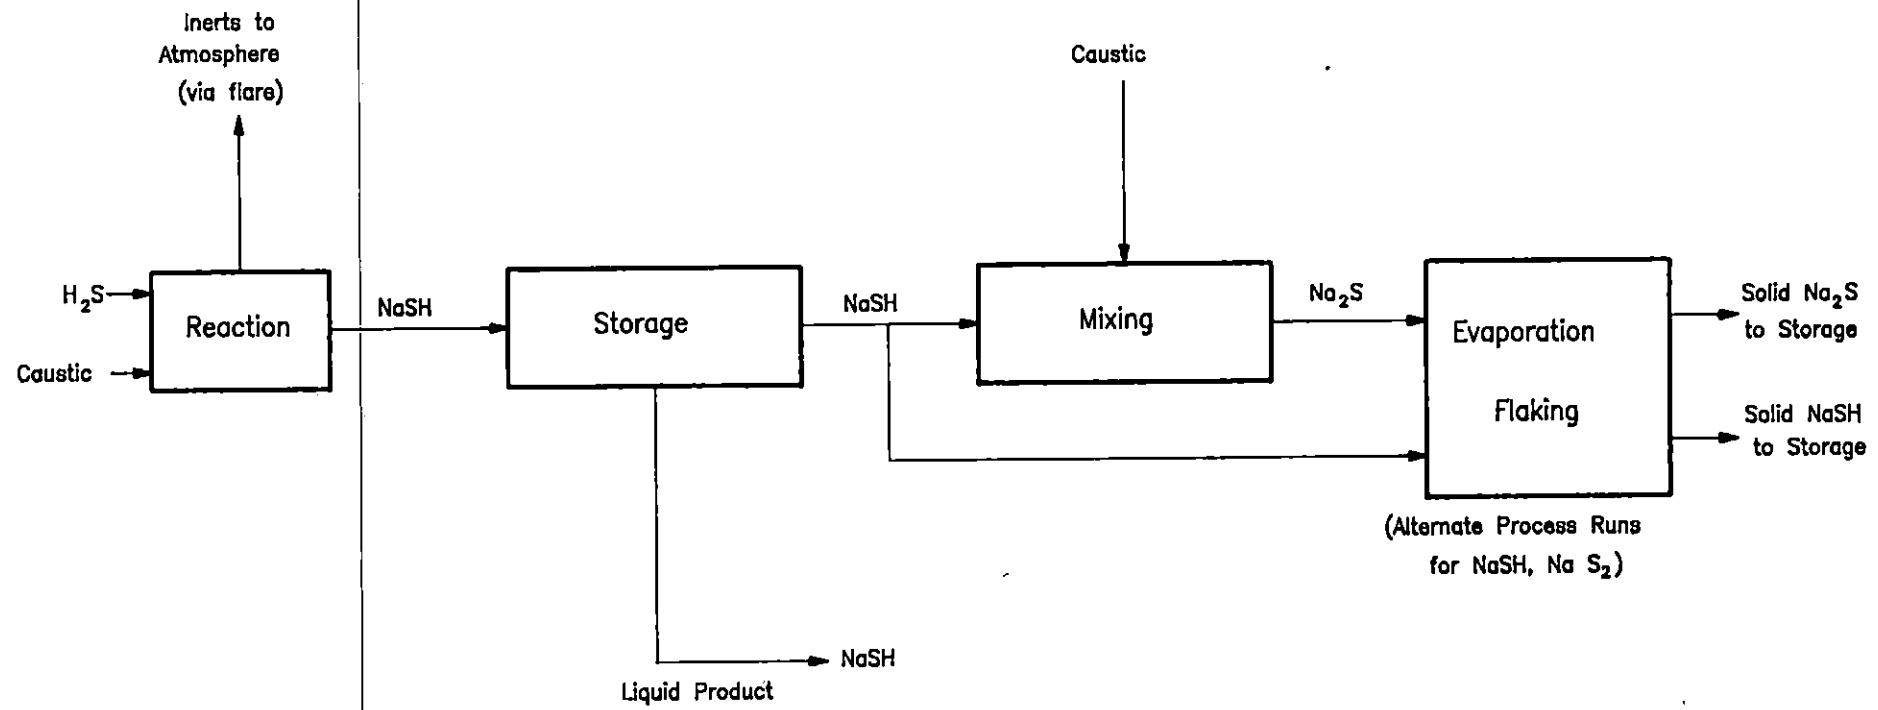 Inerts to
Atmosphere
(via flare)
Caustic
H₂S
Caustic
Reaction
NaSH
Storage
NaSH
Mixing
Na₂S
Evaporation
Flaking
Solid Na₂S
to Storage
Solid NaSH
to Storage
(Alternate Process Runs
for NaSH, Na S₂)
NaSH
Liquid Product